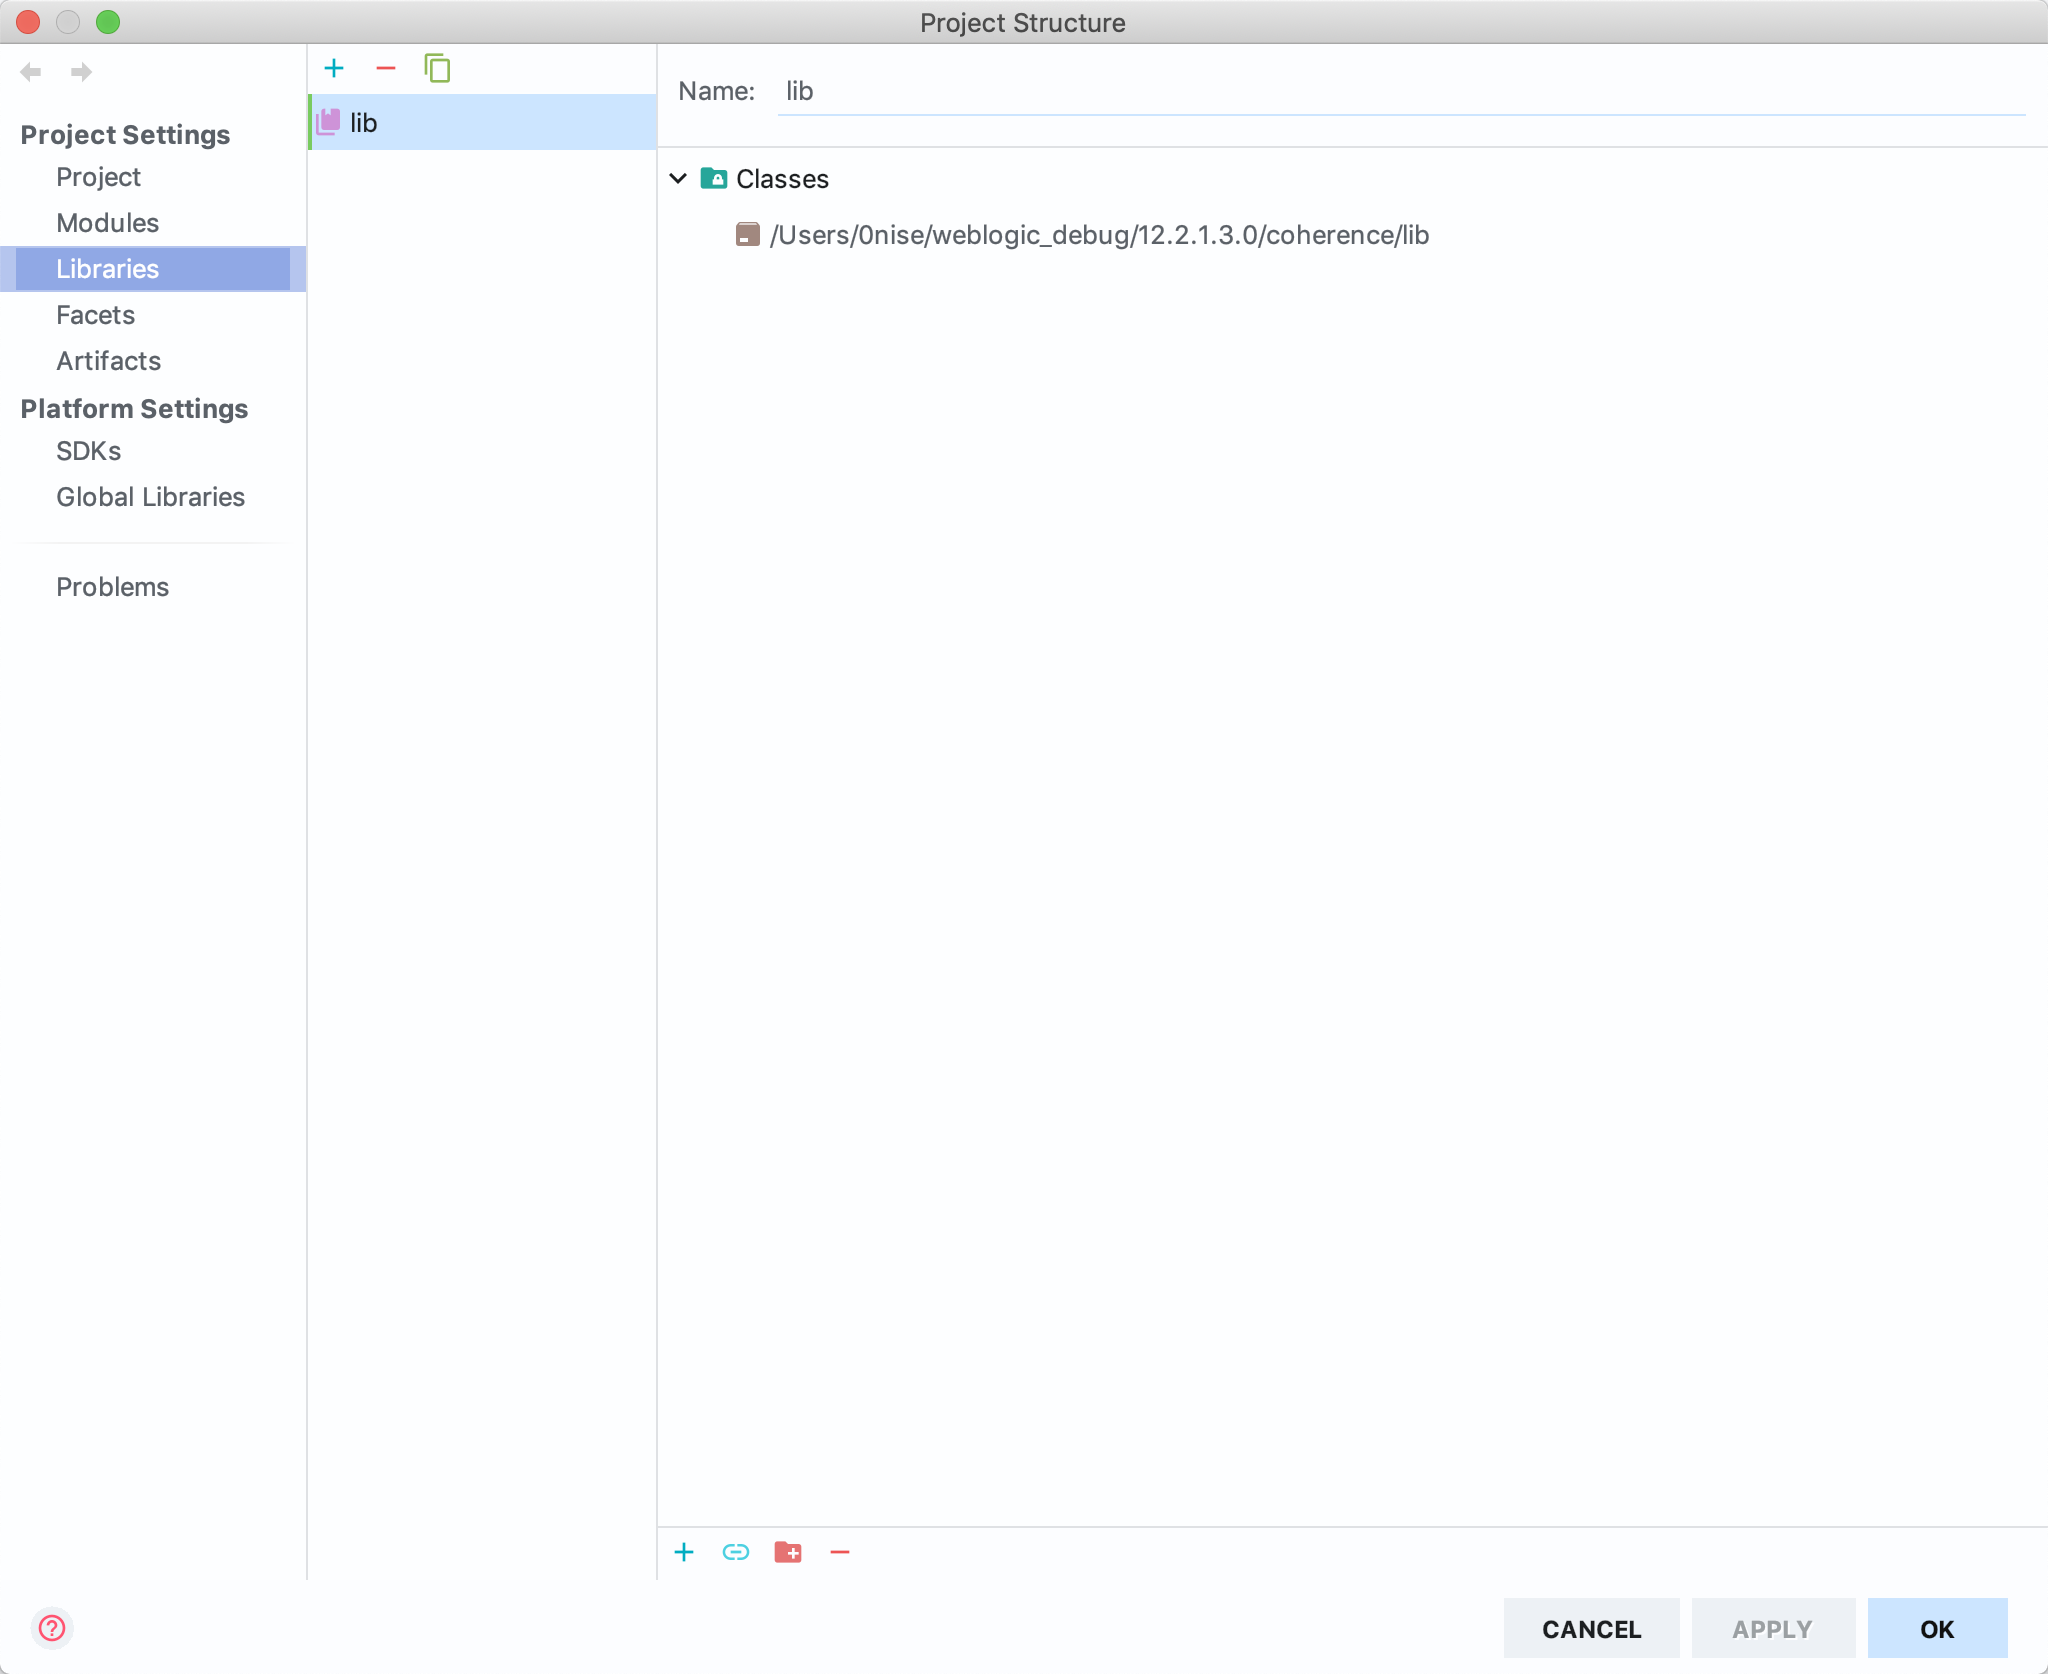 Project Structure
Project Settings
Project
Modules
Libraries
Facets
Artifacts
Platform Settings
SDKs
Global Libraries
Problems
lib
Name: lib
Classes
/Users/0nise/weblogic_debug/12.2.1.3.0/coherence/lib
?
CANCEL APPLY OK